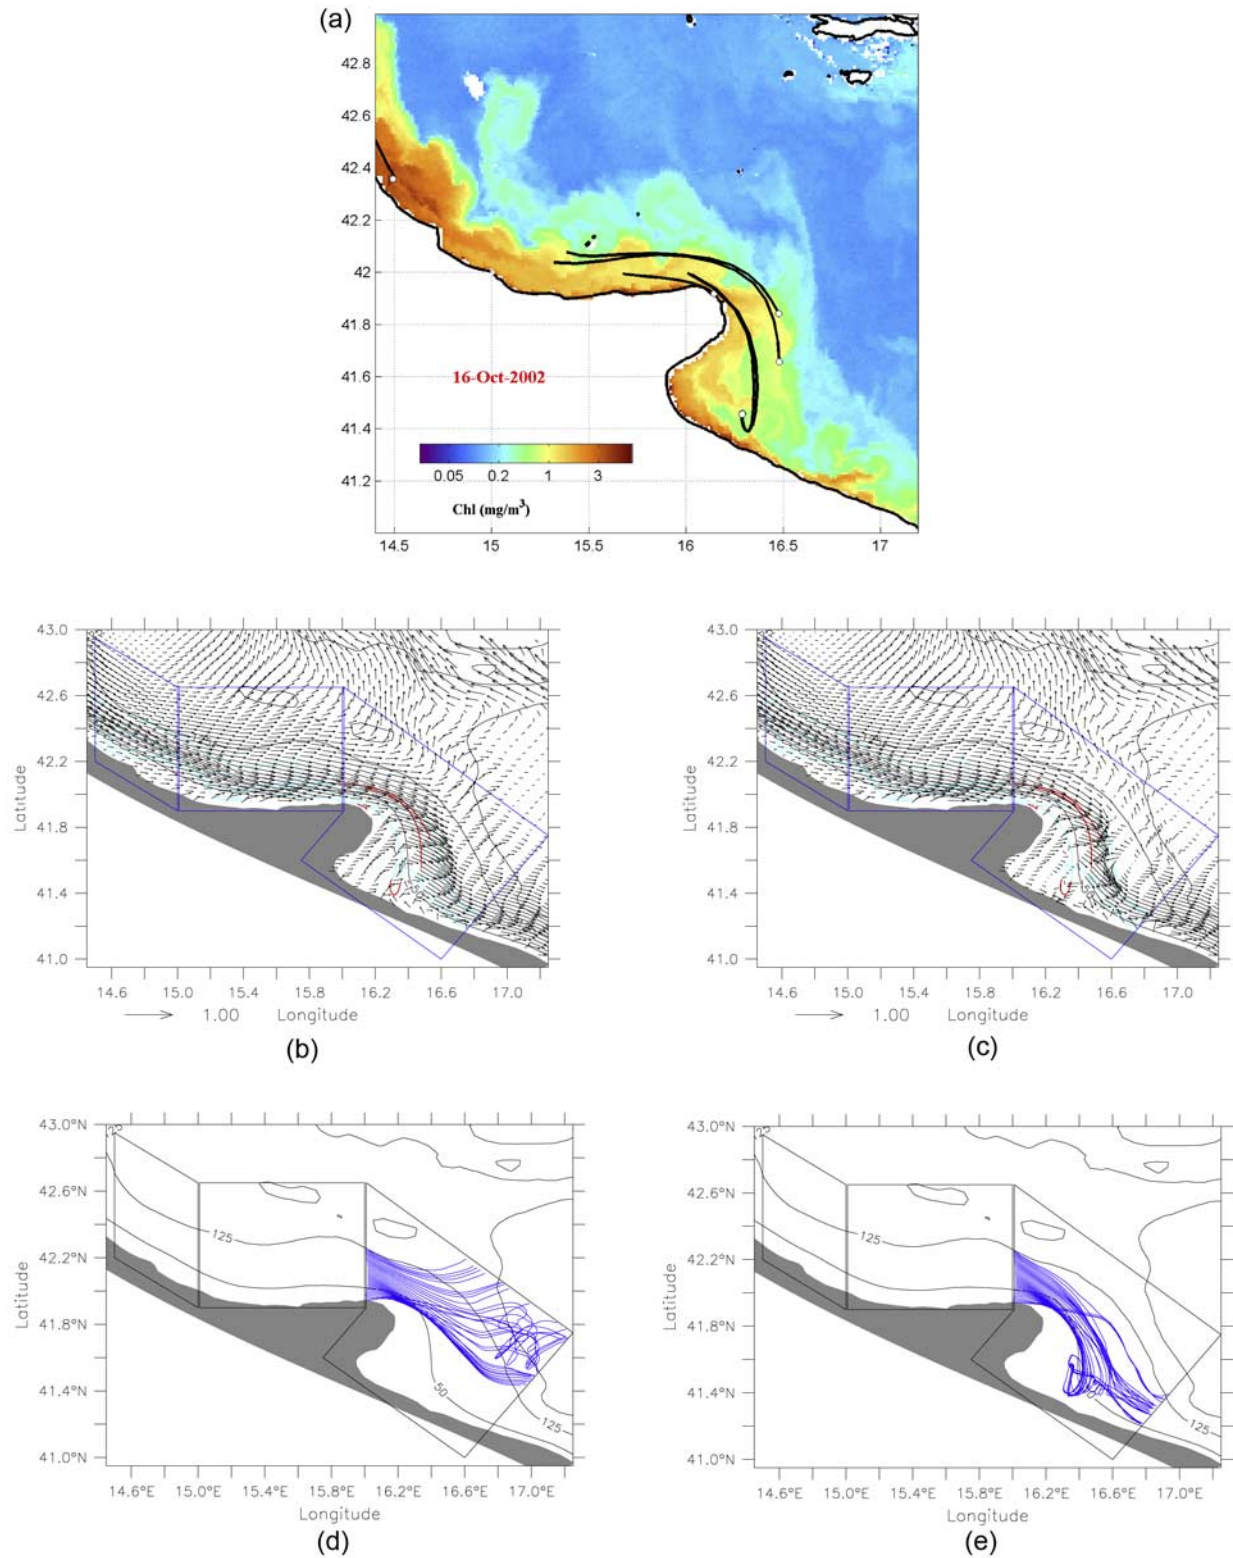 (a)
42.8
42.6
42.4
42.2
42
41.8
41.6
41.4
41.2
16-Oct-2002
0.05 0.2 1 3
Chl (mg/m³)
14.5 15 15.5 16 16.5 17
43.0
42.6
42.2
41.8
41.4
41.0
Latitude
50
14.6 15.0 15.4 15.8 16.2 16.6 17.0
1.00 Longitude
(b)
43.0
42.6
42.2
41.8
41.4
41.0
Latitude
50
14.6 15.0 15.4 15.8 16.2 16.6 17.0
1.00 Longitude
(c)
43.0°N
42.6°N
42.2°N
41.8°N
41.4°N
41.0°N
Latitude
125
125
50
125
14.6°E 15.0°E 15.4°E 15.8°E 16.2°E 16.6°E 17.0°E
Longitude
(d)
43.0°N
42.6°N
42.2°N
41.8°N
41.4°N
41.0°N
Latitude
125
125
125
14.6°E 15.0°E 15.4°E 15.8°E 16.2°E 16.6°E 17.0°E
Longitude
(e)